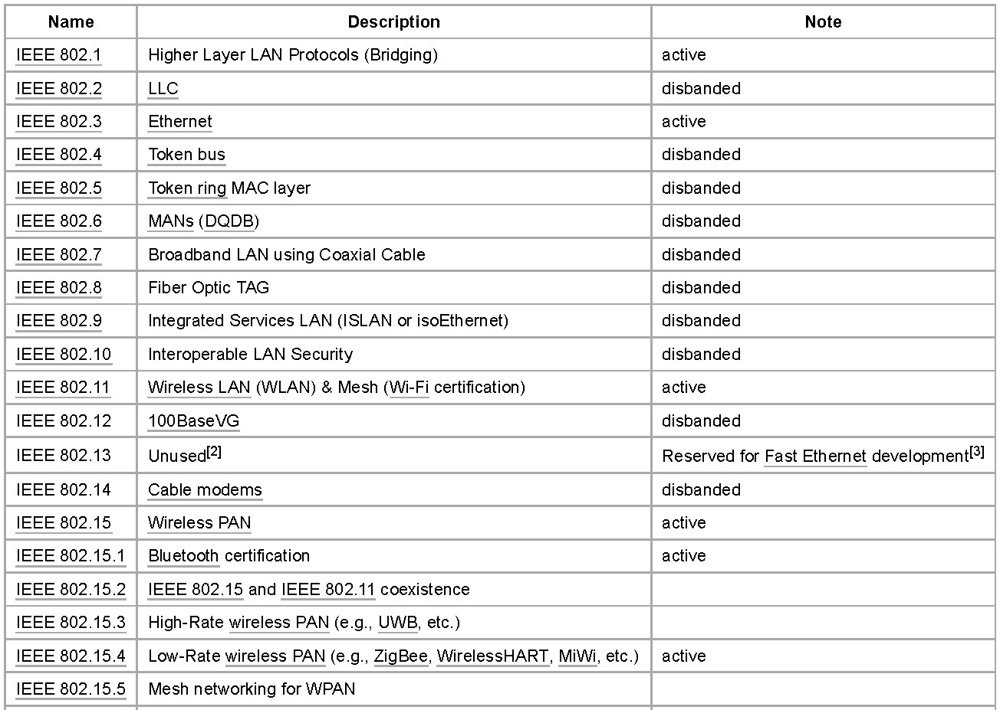 Name Description Note
IEEE 802.1 Higher Layer LAN Protocols (Bridging) active
IEEE 802.2 LLC disbanded
IEEE 802.3 Ethernet active
IEEE 802.4 Token bus disbanded
IEEE 802.5 Token ring MAC layer disbanded
IEEE 802.6 MANs (DQDB) disbanded
IEEE 802.7 Broadband LAN using Coaxial Cable disbanded
IEEE 802.8 Fiber Optic TAG disbanded
IEEE 802.9 Integrated Services LAN (ISLAN or isoEthernet) disbanded
IEEE 802.10 Interoperable LAN Security disbanded
IEEE 802.11 Wireless LAN (WLAN) & Mesh (Wi-Fi certification) active
IEEE 802.12 100BaseVG disbanded
IEEE 802.13 Unused[2] Reserved for Fast Ethernet development[3]
IEEE 802.14 Cable modems disbanded
IEEE 802.15 Wireless PAN active
IEEE 802.15.1 Bluetooth certification active
IEEE 802.15.2 IEEE 802.15 and IEEE 802.11 coexistence
IEEE 802.15.3 High-Rate wireless PAN (e.g., UWB, etc.)
IEEE 802.15.4 Low-Rate wireless PAN (e.g., ZigBee, WirelessHART, MiWi, etc.) active
IEEE 802.15.5 Mesh networking for WPAN